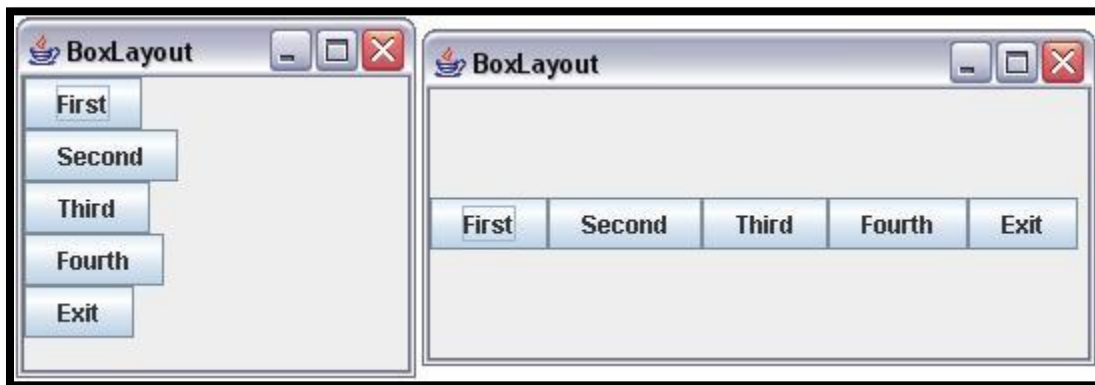 BoxLayout
First
Second
Third
Fourth
Exit
BoxLayout
First Second Third Fourth Exit